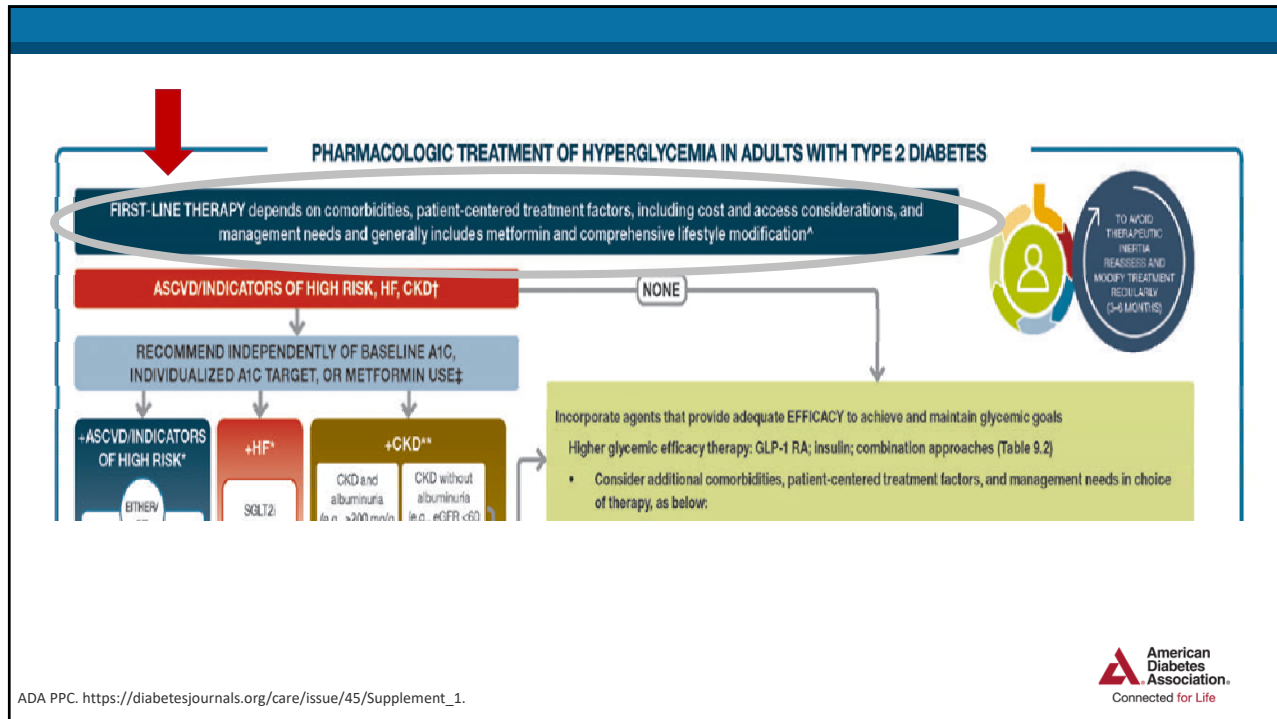 PHARMACOLOGIC TREATMENT OF HYPERGLYCEMIA IN ADULTS WITH TYPE 2 DIABETES
FIRST-LINE THERAPY depends on comorbidities, patient-centered treatment factors, including cost and access considerations, and
management needs and generally includes metformin and comprehensive lifestyle modification^
TO AVOID
THERAPEUTIC
INERTIA
REASSESS AND
MODIFY TREATMENT
REGULARLY
(3–6 MONTHS)
ASCVD/INDICATORS OF HIGH RISK, HF, CKD†
NONE
RECOMMEND INDEPENDENTLY OF BASELINE A1C,
INDIVIDUALIZED A1C TARGET, OR METFORMIN USE‡
+ASCVD/INDICATORS
OF HIGH RISK*
EITHER/
+HF*
SGLT2i
+CKD**
CKD and
albuminuria
(e.g., ≥200 mg/g
CKD without
albuminuria
(e.g., eGFR <60
Incorporate agents that provide adequate EFFICACY to achieve and maintain glycemic goals
Higher glycemic efficacy therapy: GLP-1 RA; insulin; combination approaches (Table 9.2)
• Consider additional comorbidities, patient-centered treatment factors, and management needs in choice
of therapy, as below:
ADA PPC. https://diabetesjournals.org/care/issue/45/Supplement_1.
American
Diabetes
Association®
Connected for Life